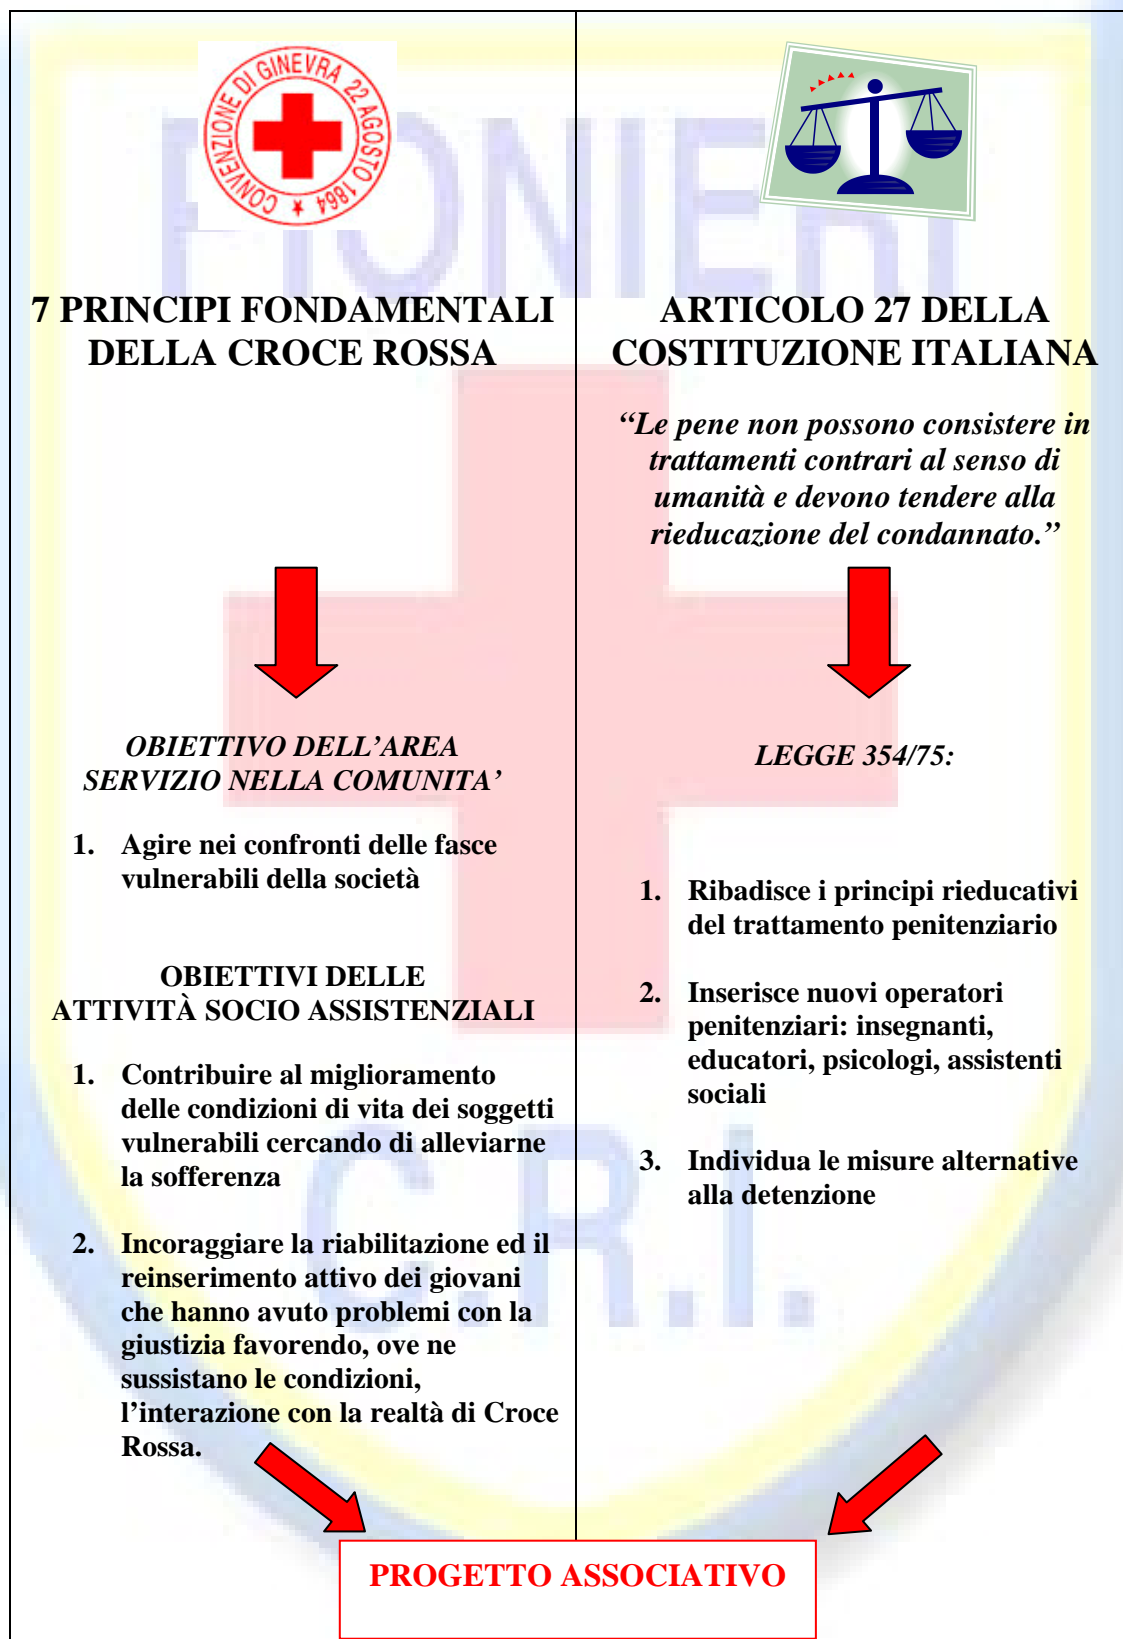 CONVENZIONE DI GINEVRA 22 AGOSTO 1864
PIONIERI
C.R.I.
7 PRINCIPI FONDAMENTALI
DELLA CROCE ROSSA
OBIETTIVO DELL’AREA
SERVIZIO NELLA COMUNITA’
1. Agire nei confronti delle fasce
vulnerabili della società
OBIETTIVI DELLE
ATTIVITÀ SOCIO ASSISTENZIALI
1. Contribuire al miglioramento
delle condizioni di vita dei soggetti
vulnerabili cercando di alleviarne
la sofferenza
2. Incoraggiare la riabilitazione ed il
reinserimento attivo dei giovani
che hanno avuto problemi con la
giustizia favorendo, ove ne
sussistano le condizioni,
l’interazione con la realtà di Croce
Rossa.
ARTICOLO 27 DELLA
COSTITUZIONE ITALIANA
“Le pene non possono consistere in
trattamenti contrari al senso di
umanità e devono tendere alla
rieducazione del condannato.”
LEGGE 354/75:
1. Ribadisce i principi rieducativi
del trattamento penitenziario
2. Inserisce nuovi operatori
penitenziari: insegnanti,
educatori, psicologi, assistenti
sociali
3. Individua le misure alternative
alla detenzione
PROGETTO ASSOCIATIVO